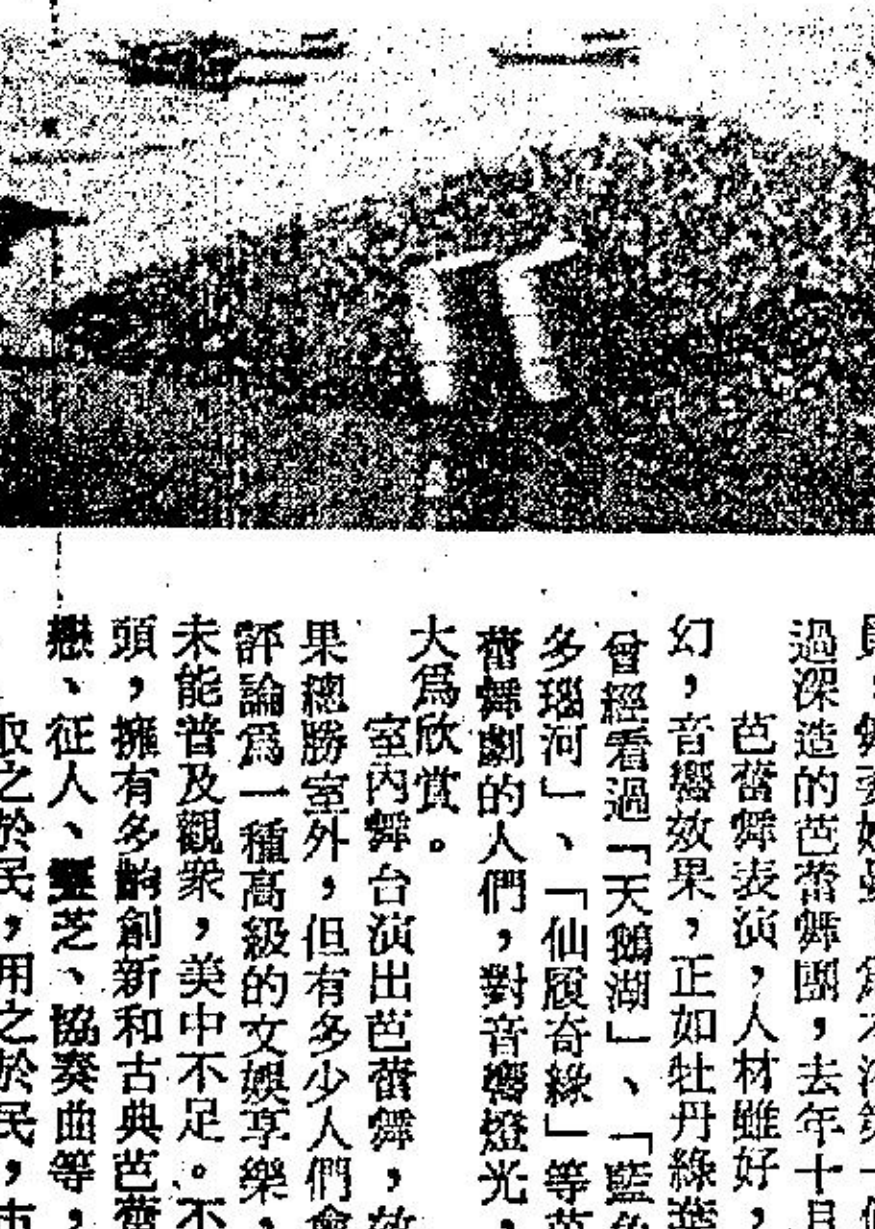 過深造的芭蕾舞團，去年十月
芭蕾舞表演，人材雖好，
幻，音響效果，正如牡丹綠葉
曾經看過「天鵝湖」、「藍色
多瑙河」、「仙履奇緣」等芭
蕾舞劇的人們，對音響燈光，
大爲欣賞。
室內舞台演出芭蕾舞，效
果總勝室外，但有多少人們會
評論爲一種高級的文娛享樂，
未能普及觀衆，美中不足。不
頭，擁有多齣創新和古典芭蕾
戀、征人、靈芝、協奏曲等，
取之於民，用之於民，市